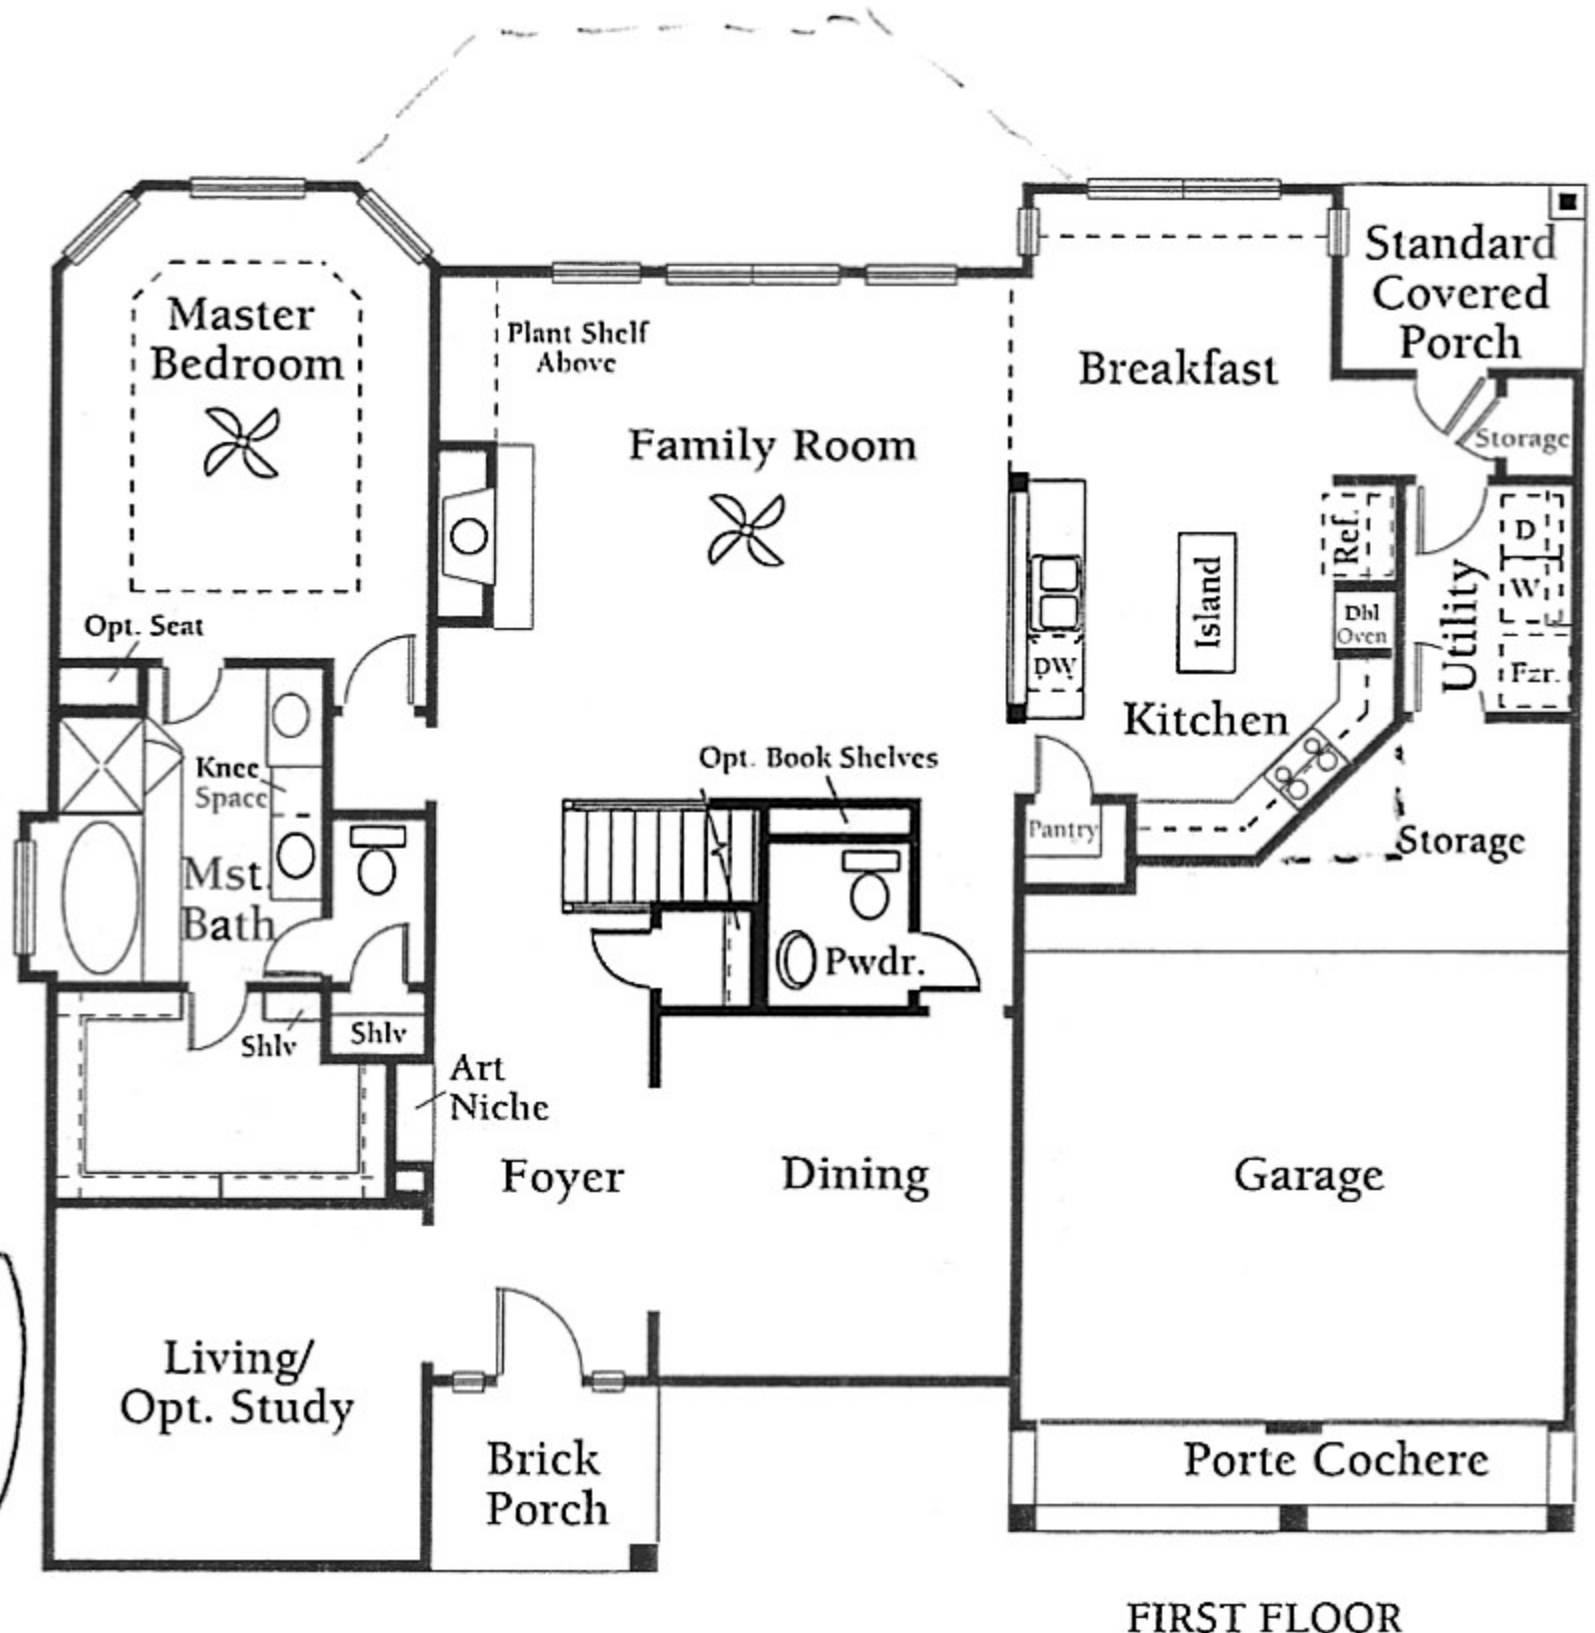 Standard
Covered
Porch
Master
Bedroom
Plant Shelf
Above
Breakfast
Family Room
Storage
Ref.
D
W
Utility
Island
Dbl
Oven
Fzr.
Opt. Seat
DW
Kitchen
Knee
Space
Opt. Book Shelves
Pantry
Storage
Mst.
Bath
Pwdr.
Shlv
Shlv
Art
Niche
Foyer
Dining
Garage
Living/
Opt. Study
Brick
Porch
Porte Cochere
FIRST FLOOR